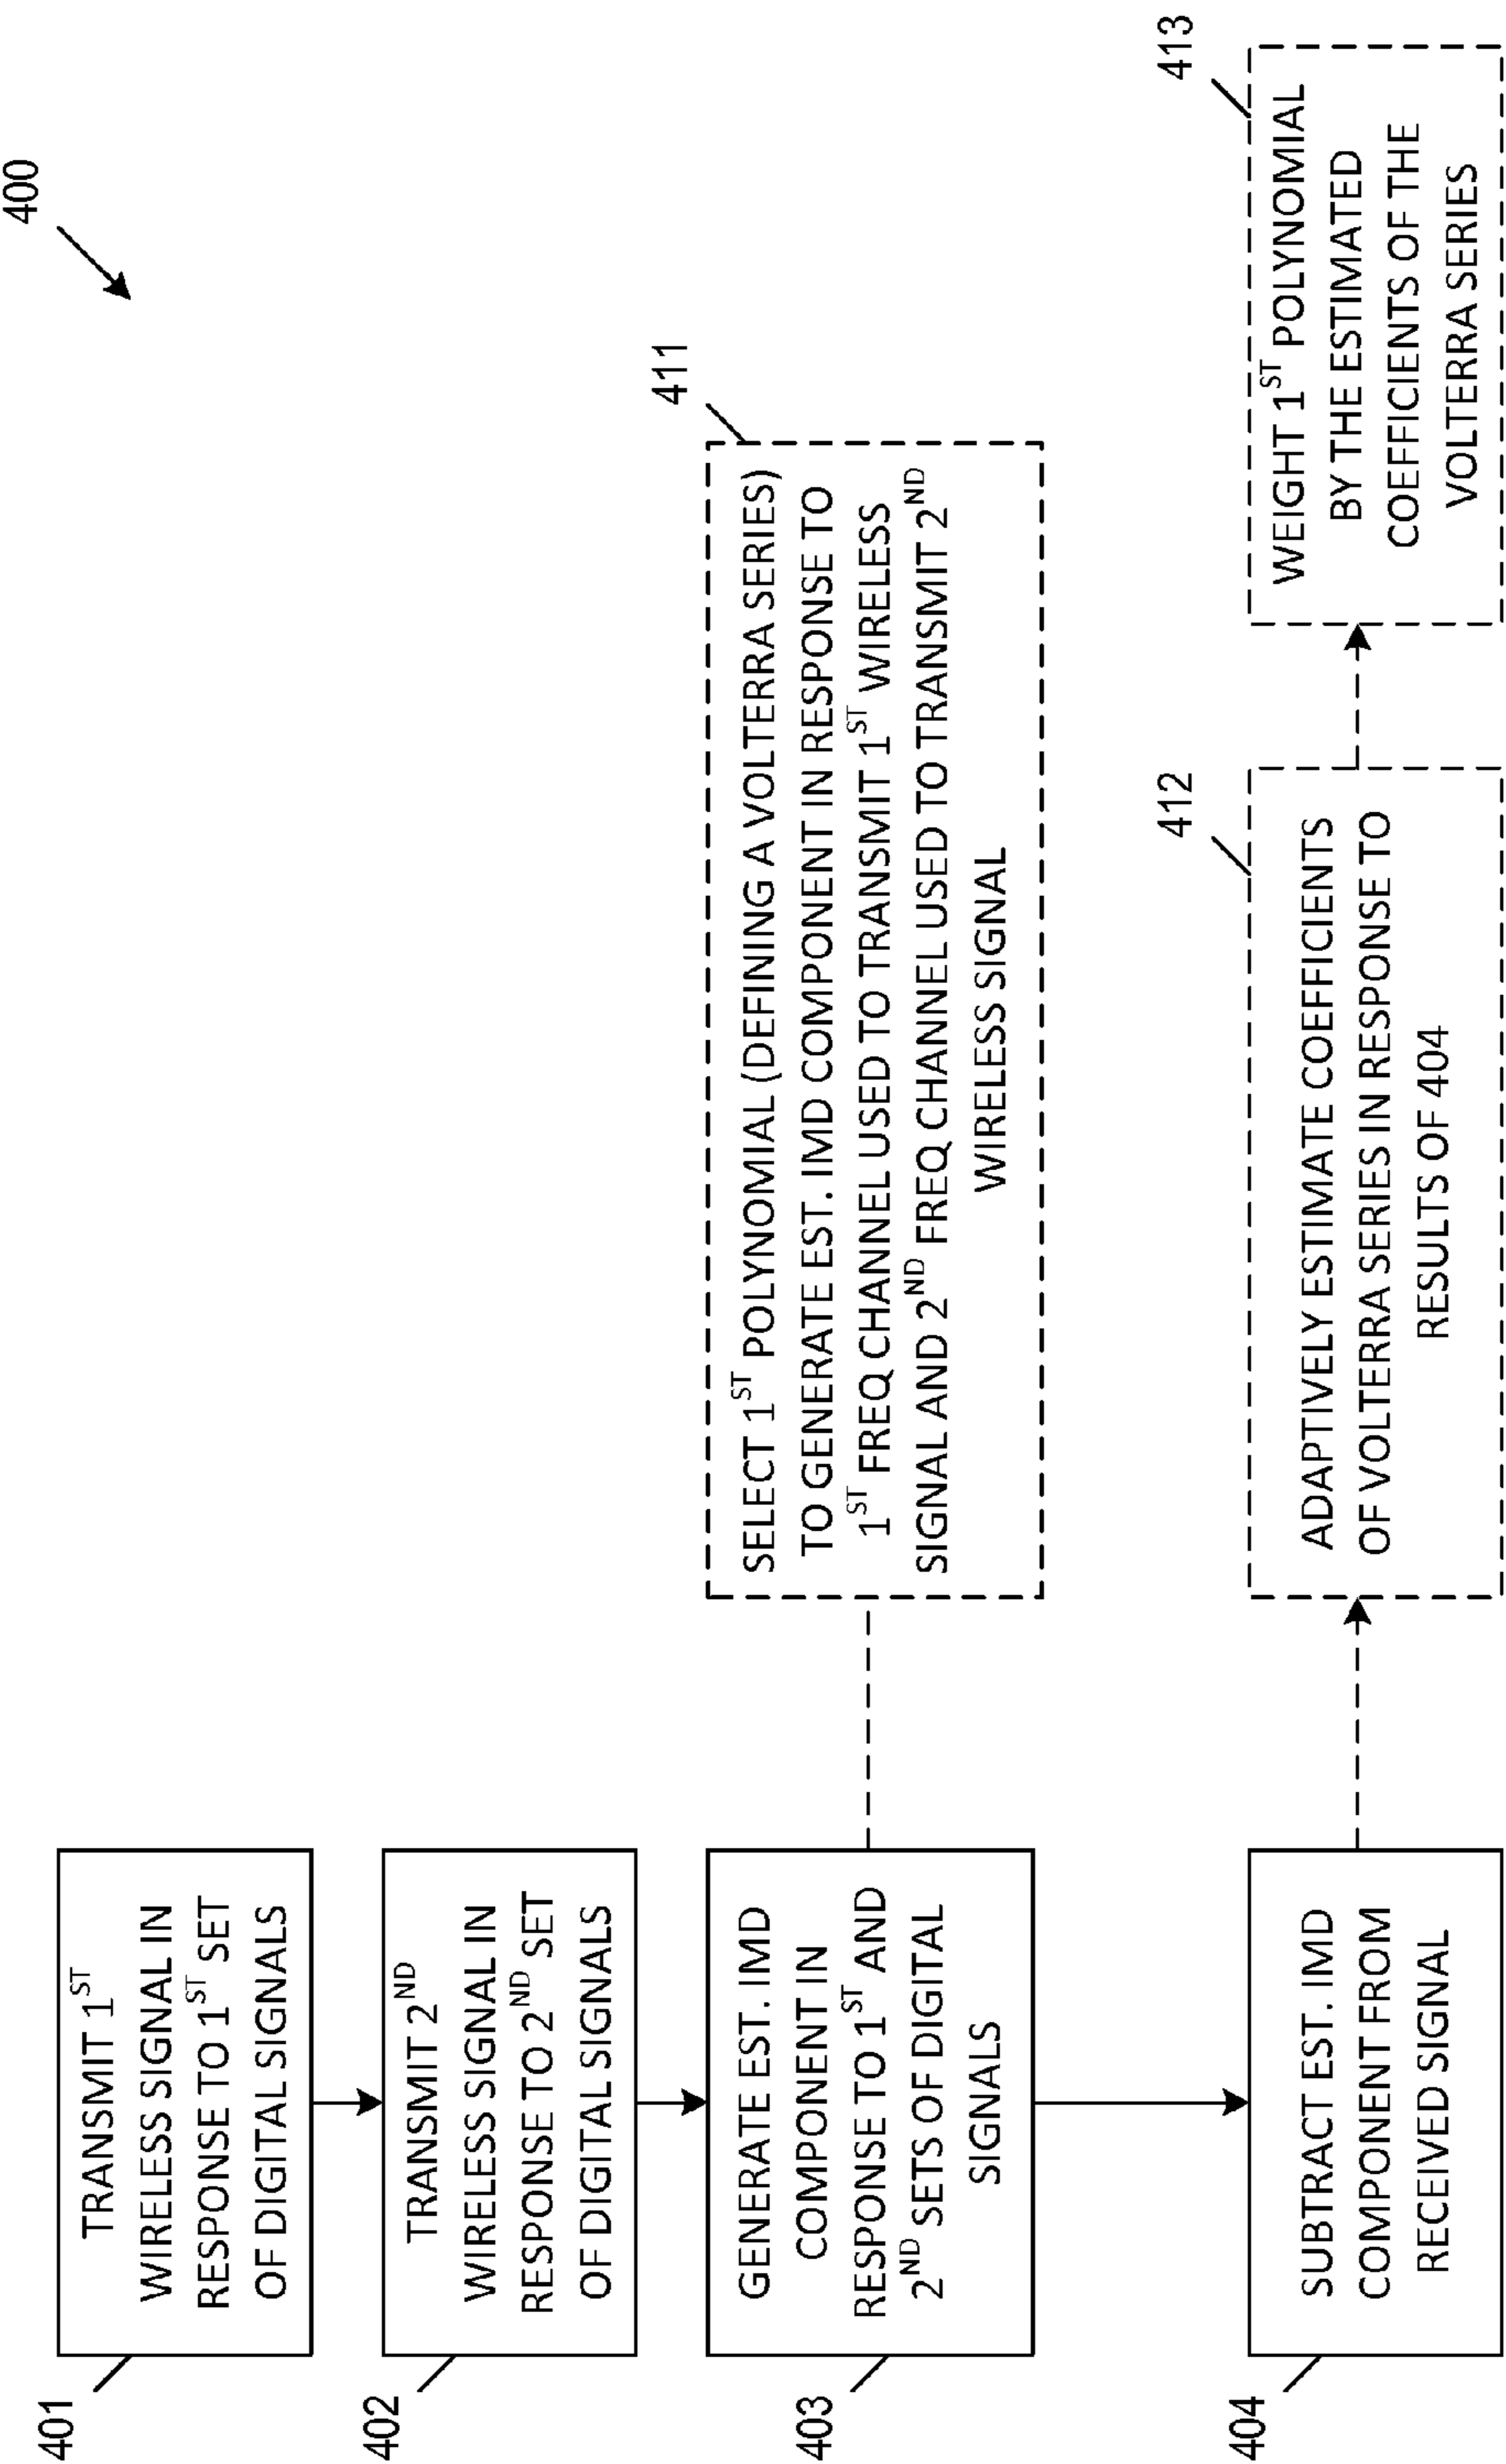 400
401
TRANSMIT 1ST
WIRELESS SIGNAL IN
RESPONSE TO 1ST SET
OF DIGITAL SIGNALS
402
TRANSMIT 2ND
WIRELESS SIGNAL IN
RESPONSE TO 2ND SET
OF DIGITAL SIGNALS
403
GENERATE EST. IMD
COMPONENT IN
RESPONSE TO 1ST AND
2ND SETS OF DIGITAL
SIGNALS
411
SELECT 1ST POLYNOMIAL (DEFINING A VOLTERRA SERIES)
TO GENERATE EST. IMD COMPONENT IN RESPONSE TO
1ST FREQ CHANNEL USED TO TRANSMIT 1ST WIRELESS
SIGNAL AND 2ND FREQ CHANNEL USED TO TRANSMIT 2ND
WIRELESS SIGNAL
404
SUBTRACT EST. IMD
COMPONENT FROM
RECEIVED SIGNAL
412
ADAPTIVELY ESTIMATE COEFFICIENTS
OF VOLTERRA SERIES IN RESPONSE TO
RESULTS OF 404
413
WEIGHT 1ST POLYNOMIAL
BY THE ESTIMATED
COEFFICIENTS OF THE
VOLTERRA SERIES